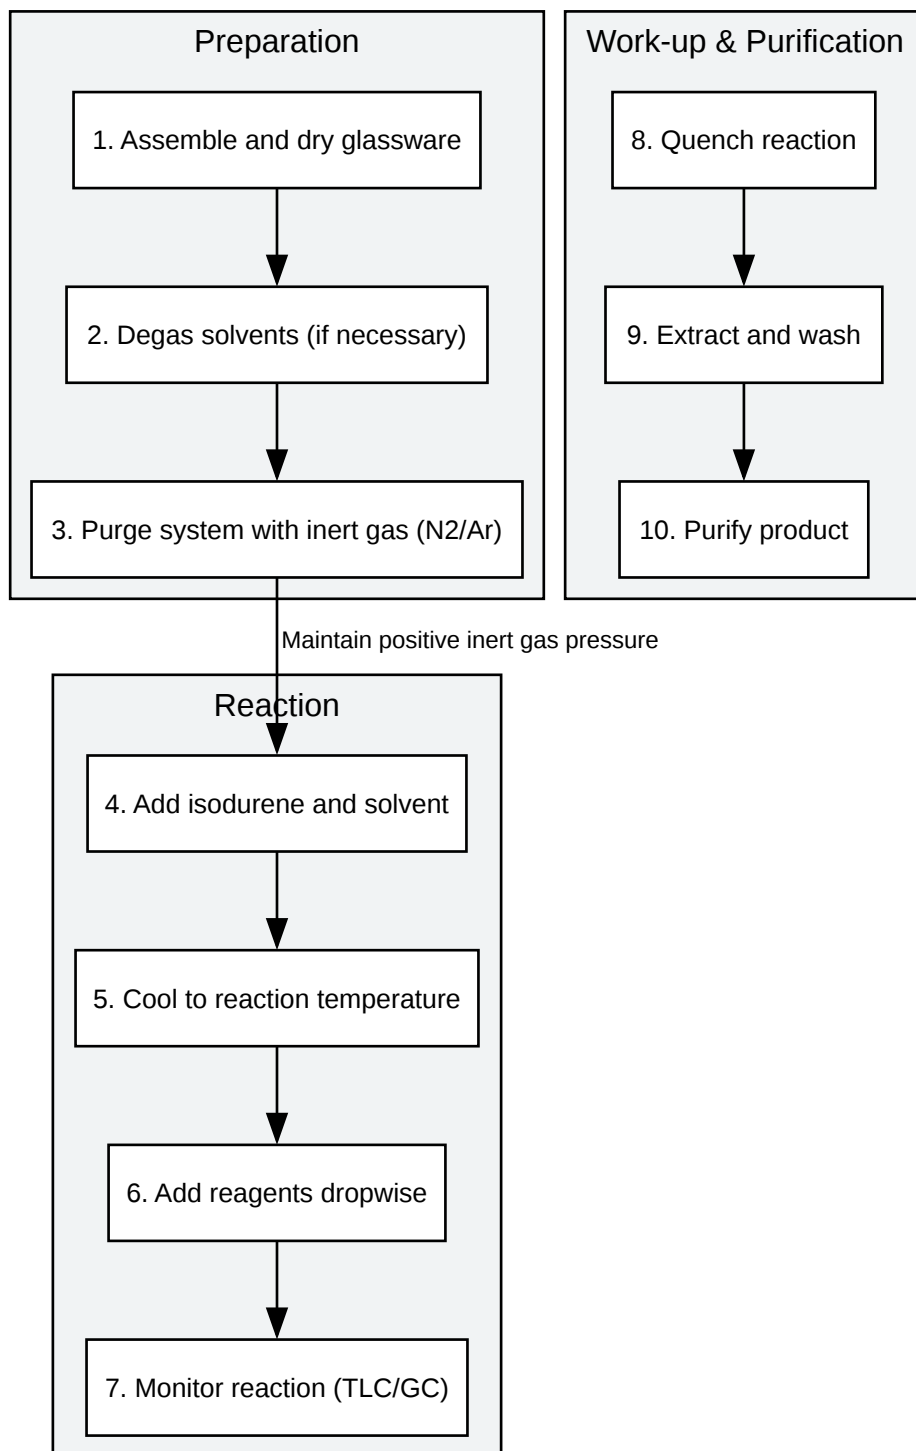 Preparation
1. Assemble and dry glassware
2. Degas solvents (if necessary)
3. Purge system with inert gas (N2/Ar)
Maintain positive inert gas pressure
Reaction
4. Add isodurene and solvent
5. Cool to reaction temperature
6. Add reagents dropwise
7. Monitor reaction (TLC/GC)
Work-up & Purification
8. Quench reaction
9. Extract and wash
10. Purify product